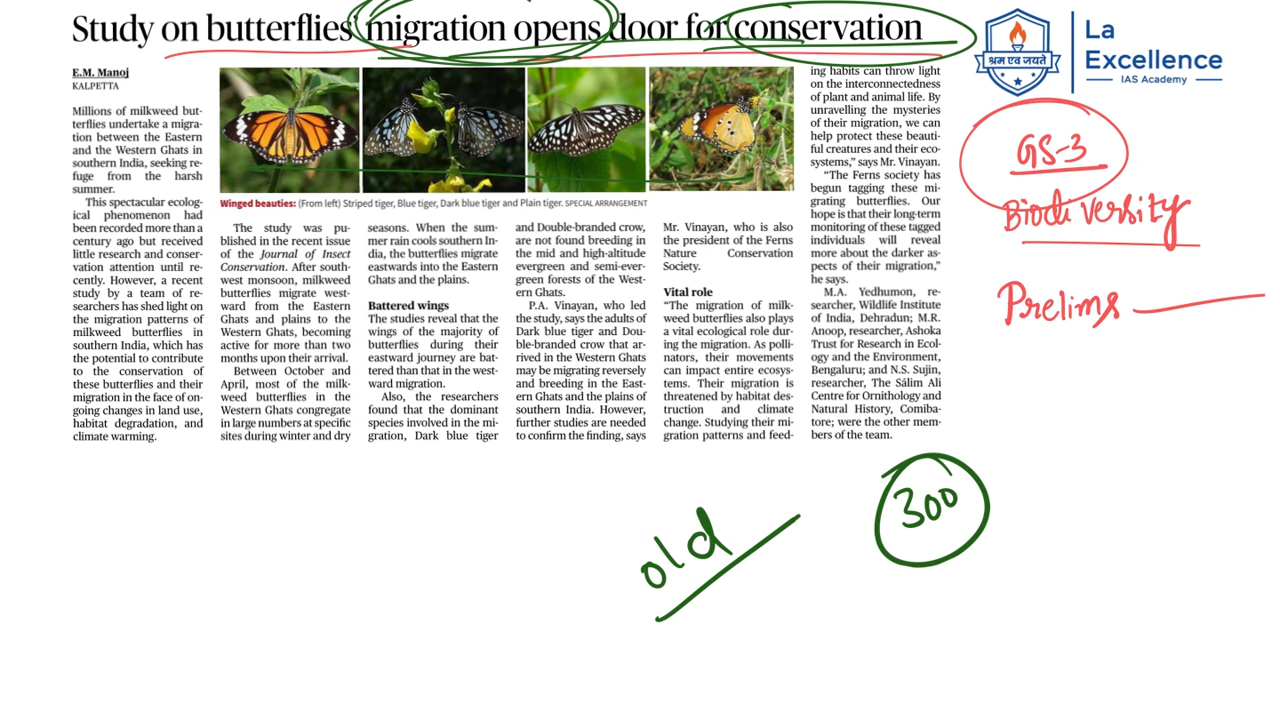 Study on butterflies' migration opens door for conservation
E.M. Manoj
KALPETTA
Millions of milkweed but-
terflies undertake a migra-
tion between the Eastern
and the Western Ghats in
southern India, seeking re-
fuge from the harsh
summer.
This spectacular ecolog-
ical phenomenon had
been recorded more than a
century ago but received
little research and conser-
vation attention until re-
cently. However, a recent
study by a team of re-
searchers has shed light on
the migration patterns of
milkweed butterflies in
southern India, which has
the potential to contribute
to the conservation of
these butterflies and their
migration in the face of on-
going changes in land use,
habitat degradation, and
climate warming.
Winged beauties: (From left) Striped tiger, Blue tiger, Dark blue tiger and Plain tiger. SPECIAL ARRANGEMENT
The study was pu-
blished in the recent issue
of the Journal of Insect
Conservation. After south-
west monsoon, milkweed
butterflies migrate west-
ward from the Eastern
Ghats and plains to the
Western Ghats, becoming
active for more than two
months upon their arrival.
Between October and
April, most of the milk-
weed butterflies in the
Western Ghats congregate
in large numbers at specific
sites during winter and dry
seasons. When the sum-
mer rain cools southern In-
dia, the butterflies migrate
eastwards into the Eastern
Ghats and the plains.
Battered wings
The studies reveal that the
wings of the majority of
butterflies during their
eastward journey are bat-
tered than that in the west-
ward migration.
Also, the researchers
found that the dominant
species involved in the mi-
gration, Dark blue tiger
and Double-branded crow,
are not found breeding in
the mid and high-altitude
evergreen and semi-ever-
green forests of the West-
ern Ghats.
P.A. Vinayan, who led
the study, says the adults of
Dark blue tiger and Dou-
ble-branded crow that ar-
rived in the Western Ghats
may be migrating reversely
and breeding in the East-
ern Ghats and the plains of
southern India. However,
further studies are needed
to confirm the finding, says
Mr. Vinayan, who is also
the president of the Ferns
Nature Conservation
Society.
Vital role
“The migration of milk-
weed butterflies also plays
a vital ecological role dur-
ing the migration. As polli-
nators, their movements
can impact entire ecosys-
tems. Their migration is
threatened by habitat des-
truction and climate
change. Studying their mi-
gration patterns and feed-
ing habits can throw light
on the interconnectedness
of plant and animal life. By
unravelling the mysteries
of their migration, we can
help protect these beauti-
ful creatures and their eco-
systems,” says Mr. Vinayan.
“The Ferns society has
begun tagging these mi-
grating butterflies. Our
hope is that their long-term
monitoring of these tagged
individuals will reveal
more about the darker as-
pects of their migration,”
he says.
M.A. Yedhumon, re-
searcher, Wildlife Institute
of India, Dehradun; M.R.
Anoop, researcher, Ashoka
Trust for Research in Ecol-
ogy and the Environment,
Bengaluru; and N.S. Sujin,
researcher, The Sálim Ali
Centre for Ornithology and
Natural History, Comiba-
tore; were the other mem-
bers of the team.
श्रम एव जयते
La
Excellence
IAS Academy
GS-3
Biodiversity
Prelims
old
300